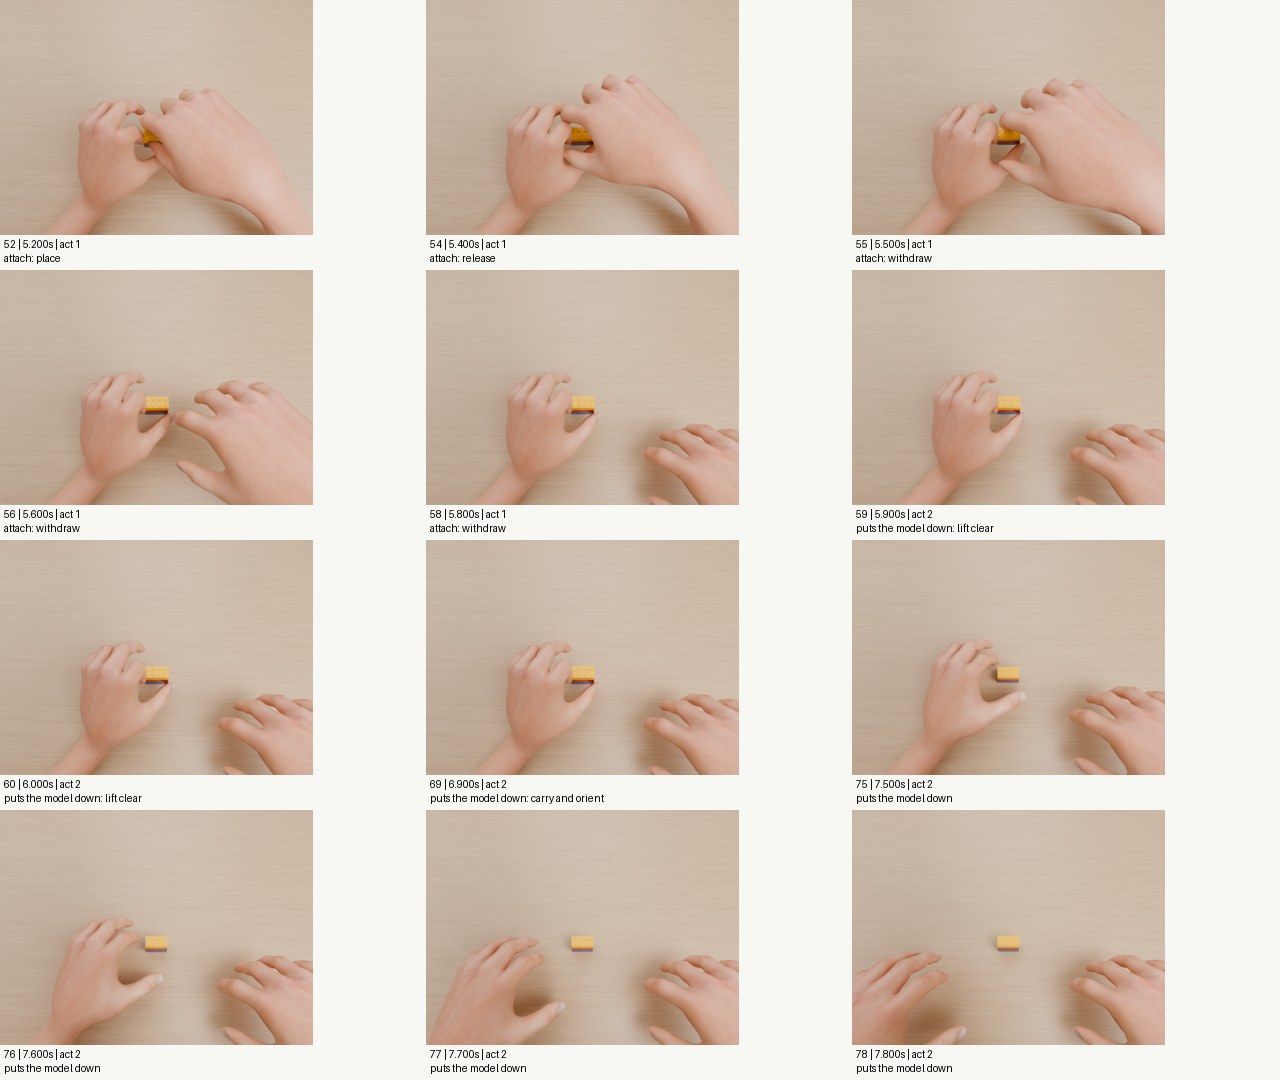 52 | 5.200s | act 1
attach: place
54 | 5.400s | act 1
attach: release
55 | 5.500s | act 1
attach: withdraw
56 | 5.600s | act 1
attach: withdraw
58 | 5.800s | act 1
attach: withdraw
59 | 5.900s | act 2
puts the model down: lift clear
60 | 6.000s | act 2
puts the model down: lift clear
69 | 6.900s | act 2
puts the model down: carry and orient
75 | 7.500s | act 2
puts the model down
76 | 7.600s | act 2
puts the model down
77 | 7.700s | act 2
puts the model down
78 | 7.800s | act 2
puts the model down